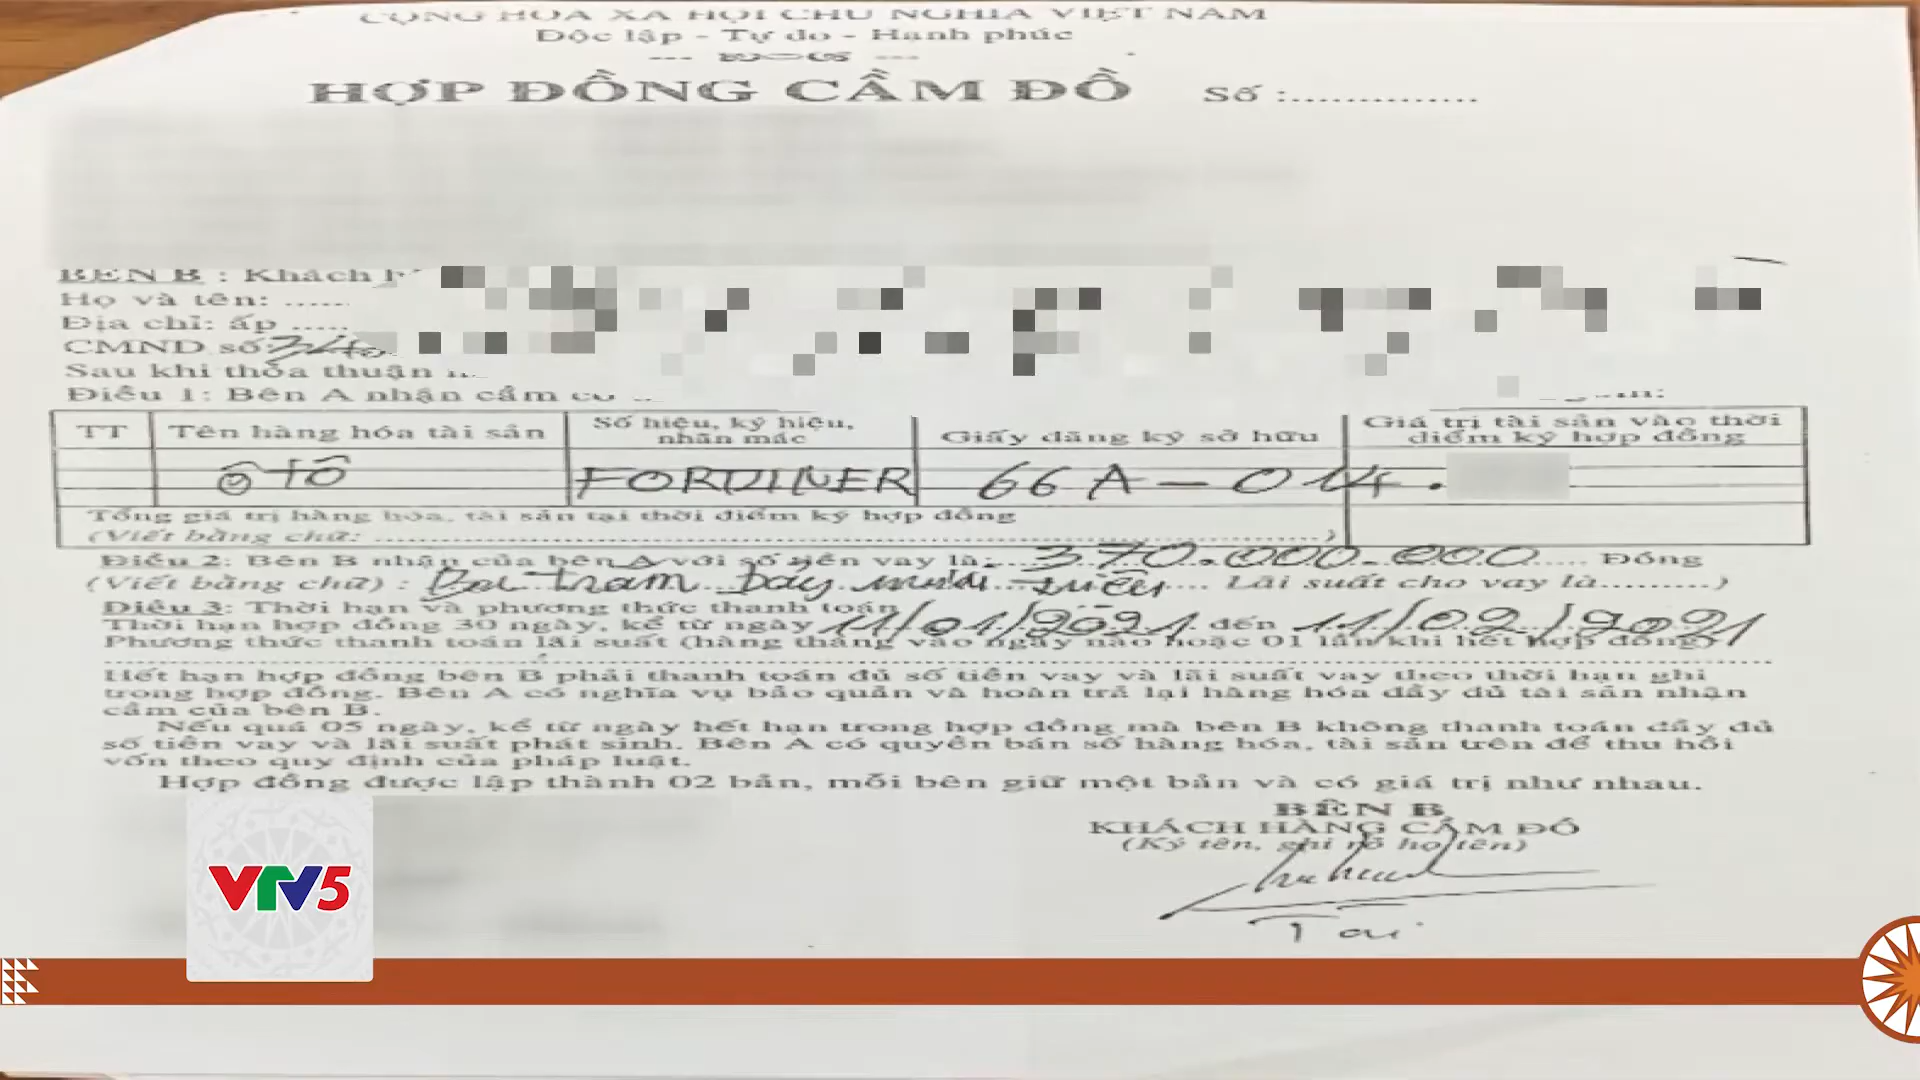 CỘNG HÒA XÃ HỘI CHỦ NGHĨA VIỆT NAM
Độc lập - Tự do - Hạnh phúc
HỢP ĐỒNG CẦM ĐỒ Số :...............
BÊN B : Khách
Họ và tên: ......
Địa chỉ: ấp .....
CMND số: 340
Sau khi thỏa thuận
Điều 1: Bên A nhận cầm
TT Tên hàng hóa tài sản Số hiệu, ký hiệu, nhãn mác Giấy đăng ký sở hữu Giá trị tài sản vào thời điểm ký hợp đồng
ô tô FORTUNER 66A - 014.
Tổng giá trị hàng hóa, tài sản tại thời điểm ký hợp đồng
(Viết bằng chữ: ..............................)
Điều 2: Bên B nhận của bên A với số tiền vay là: 370.000.000 Đồng
(Viết bằng chữ) : Ba trăm bảy mươi triệu Lãi suất cho vay là.........)
Điều 3: Thời hạn và phương thức thanh toán
Thời hạn hợp đồng 30 ngày, kể từ ngày 11/01/2021 đến 11/02/2021
Phương thức thanh toán lãi suất (hàng tháng vào ngày nào hoặc 01 lần khi hết hợp đồng)
Hết hạn hợp đồng bên B phải thanh toán đủ số tiền vay và lãi suất vay theo thời hạn ghi
trong hợp đồng. Bên A có nghĩa vụ bảo quản và hoàn trả lại hàng hóa đầy đủ tài sản nhận
cầm của bên B.
Nếu quá 05 ngày, kể từ ngày hết hạn trong hợp đồng mà bên B không thanh toán đầy đủ
số tiền vay và lãi suất phát sinh. Bên A có quyền bán số hàng hóa, tài sản trên để thu hồi
vốn theo quy định của pháp luật.
Hợp đồng được lập thành 02 bản, mỗi bên giữ một bản và có giá trị như nhau.
BÊN B
KHÁCH HÀNG CẦM ĐỒ
(Ký tên, ghi rõ họ tên)
VTV5